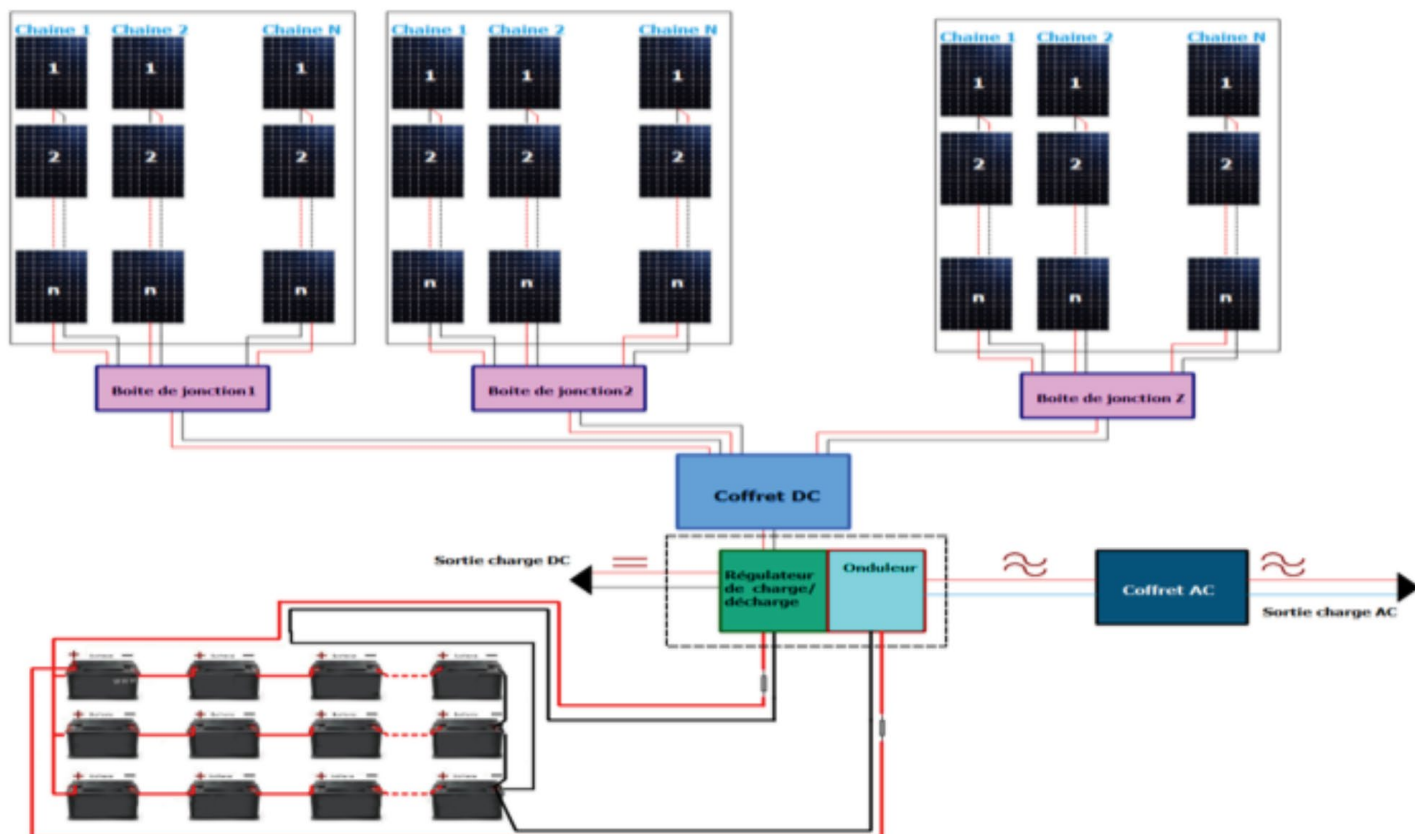 Chaine 1 Chaine 2 Chaine N
1 1 1
2 2 2
n n n
Boite de jonction1
Chaine 1 Chaine 2 Chaine N
1 1 1
2 2 2
n n n
Boite de jonction2
Chaine 1 Chaine 2 Chaine N
1 1 1
2 2 2
n n n
Boite de jonction Z
Coffret DC
Sortie charge DC
Régulateur
de charge/
décharge
Onduleur
Coffret AC
Sortie charge AC